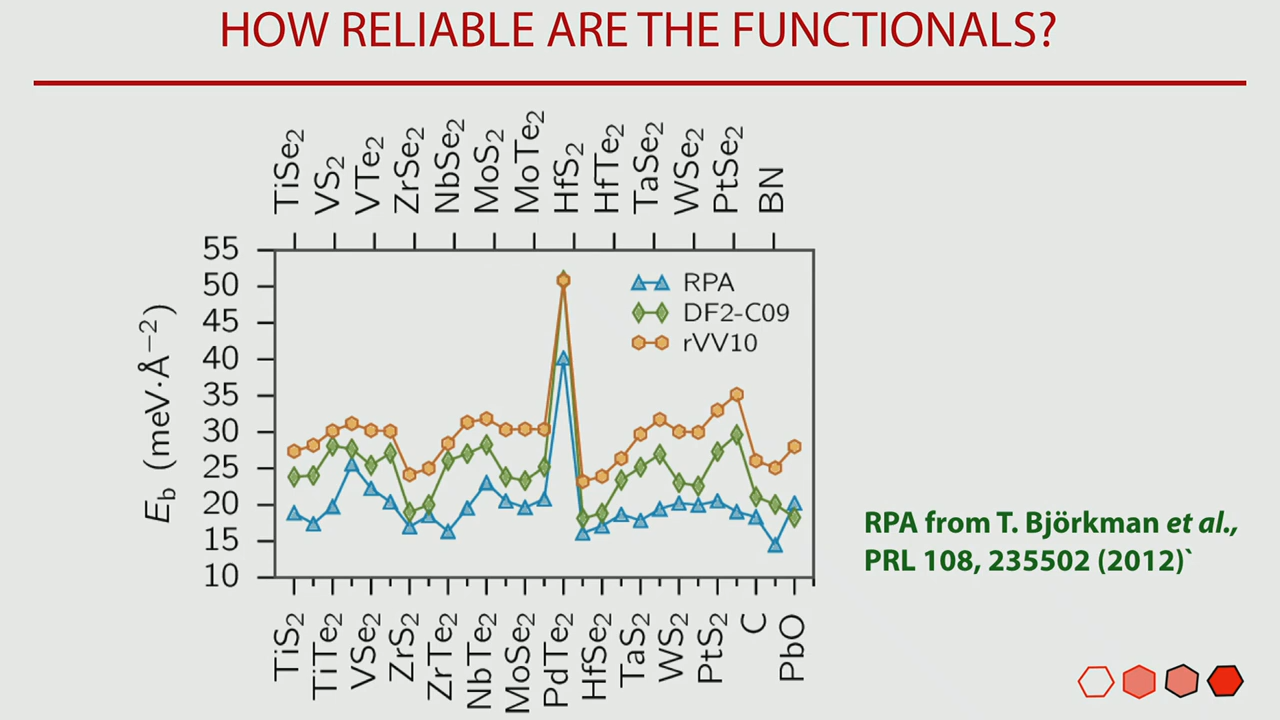 HOW RELIABLE ARE THE FUNCTIONALS?
TiSe2
VS2
VTe2
ZrSe2
NbSe2
MoS2
MoTe2
HfS2
HfTe2
TaSe2
WSe2
PtSe2
BN
55
50
45
40
35
30
25
20
15
10
Eb (meV·Å−2)
RPA
DF2-C09
rVV10
TiS2
TiTe2
VSe2
ZrS2
ZrTe2
NbTe2
MoSe2
PdTe2
HfSe2
TaS2
WS2
PtS2
C
PbO
RPA from T. Björkman et al.,
PRL 108, 235502 (2012)`